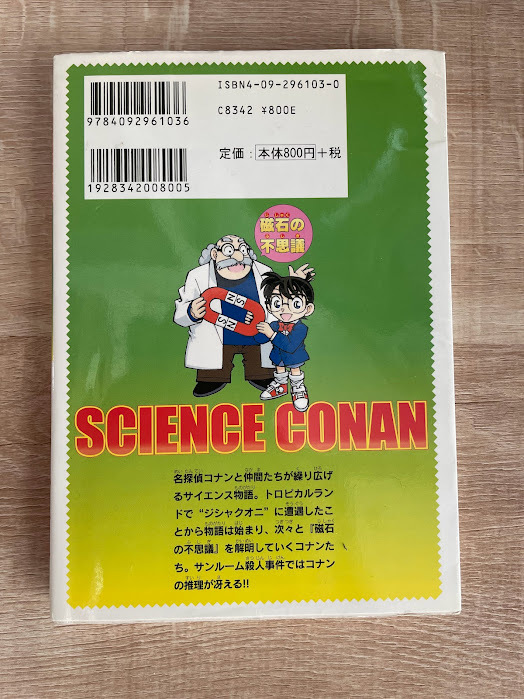 ISBN4-09-296103-0
9784092961036
C8342 ¥800E
1928342008005
定価：本体800円+税
磁石の
不思議
N S
S N
SCIENCE CONAN
名探偵コナンと仲間たちが繰り広げ
るサイエンス物語。トロピカルラン
ドで“ジシャクオニ”に遭遇したこ
とから物語は始まり、次々と『磁石
の不思議』を解明していくコナンた
ち。サンルーム殺人事件ではコナン
の推理が冴える!!